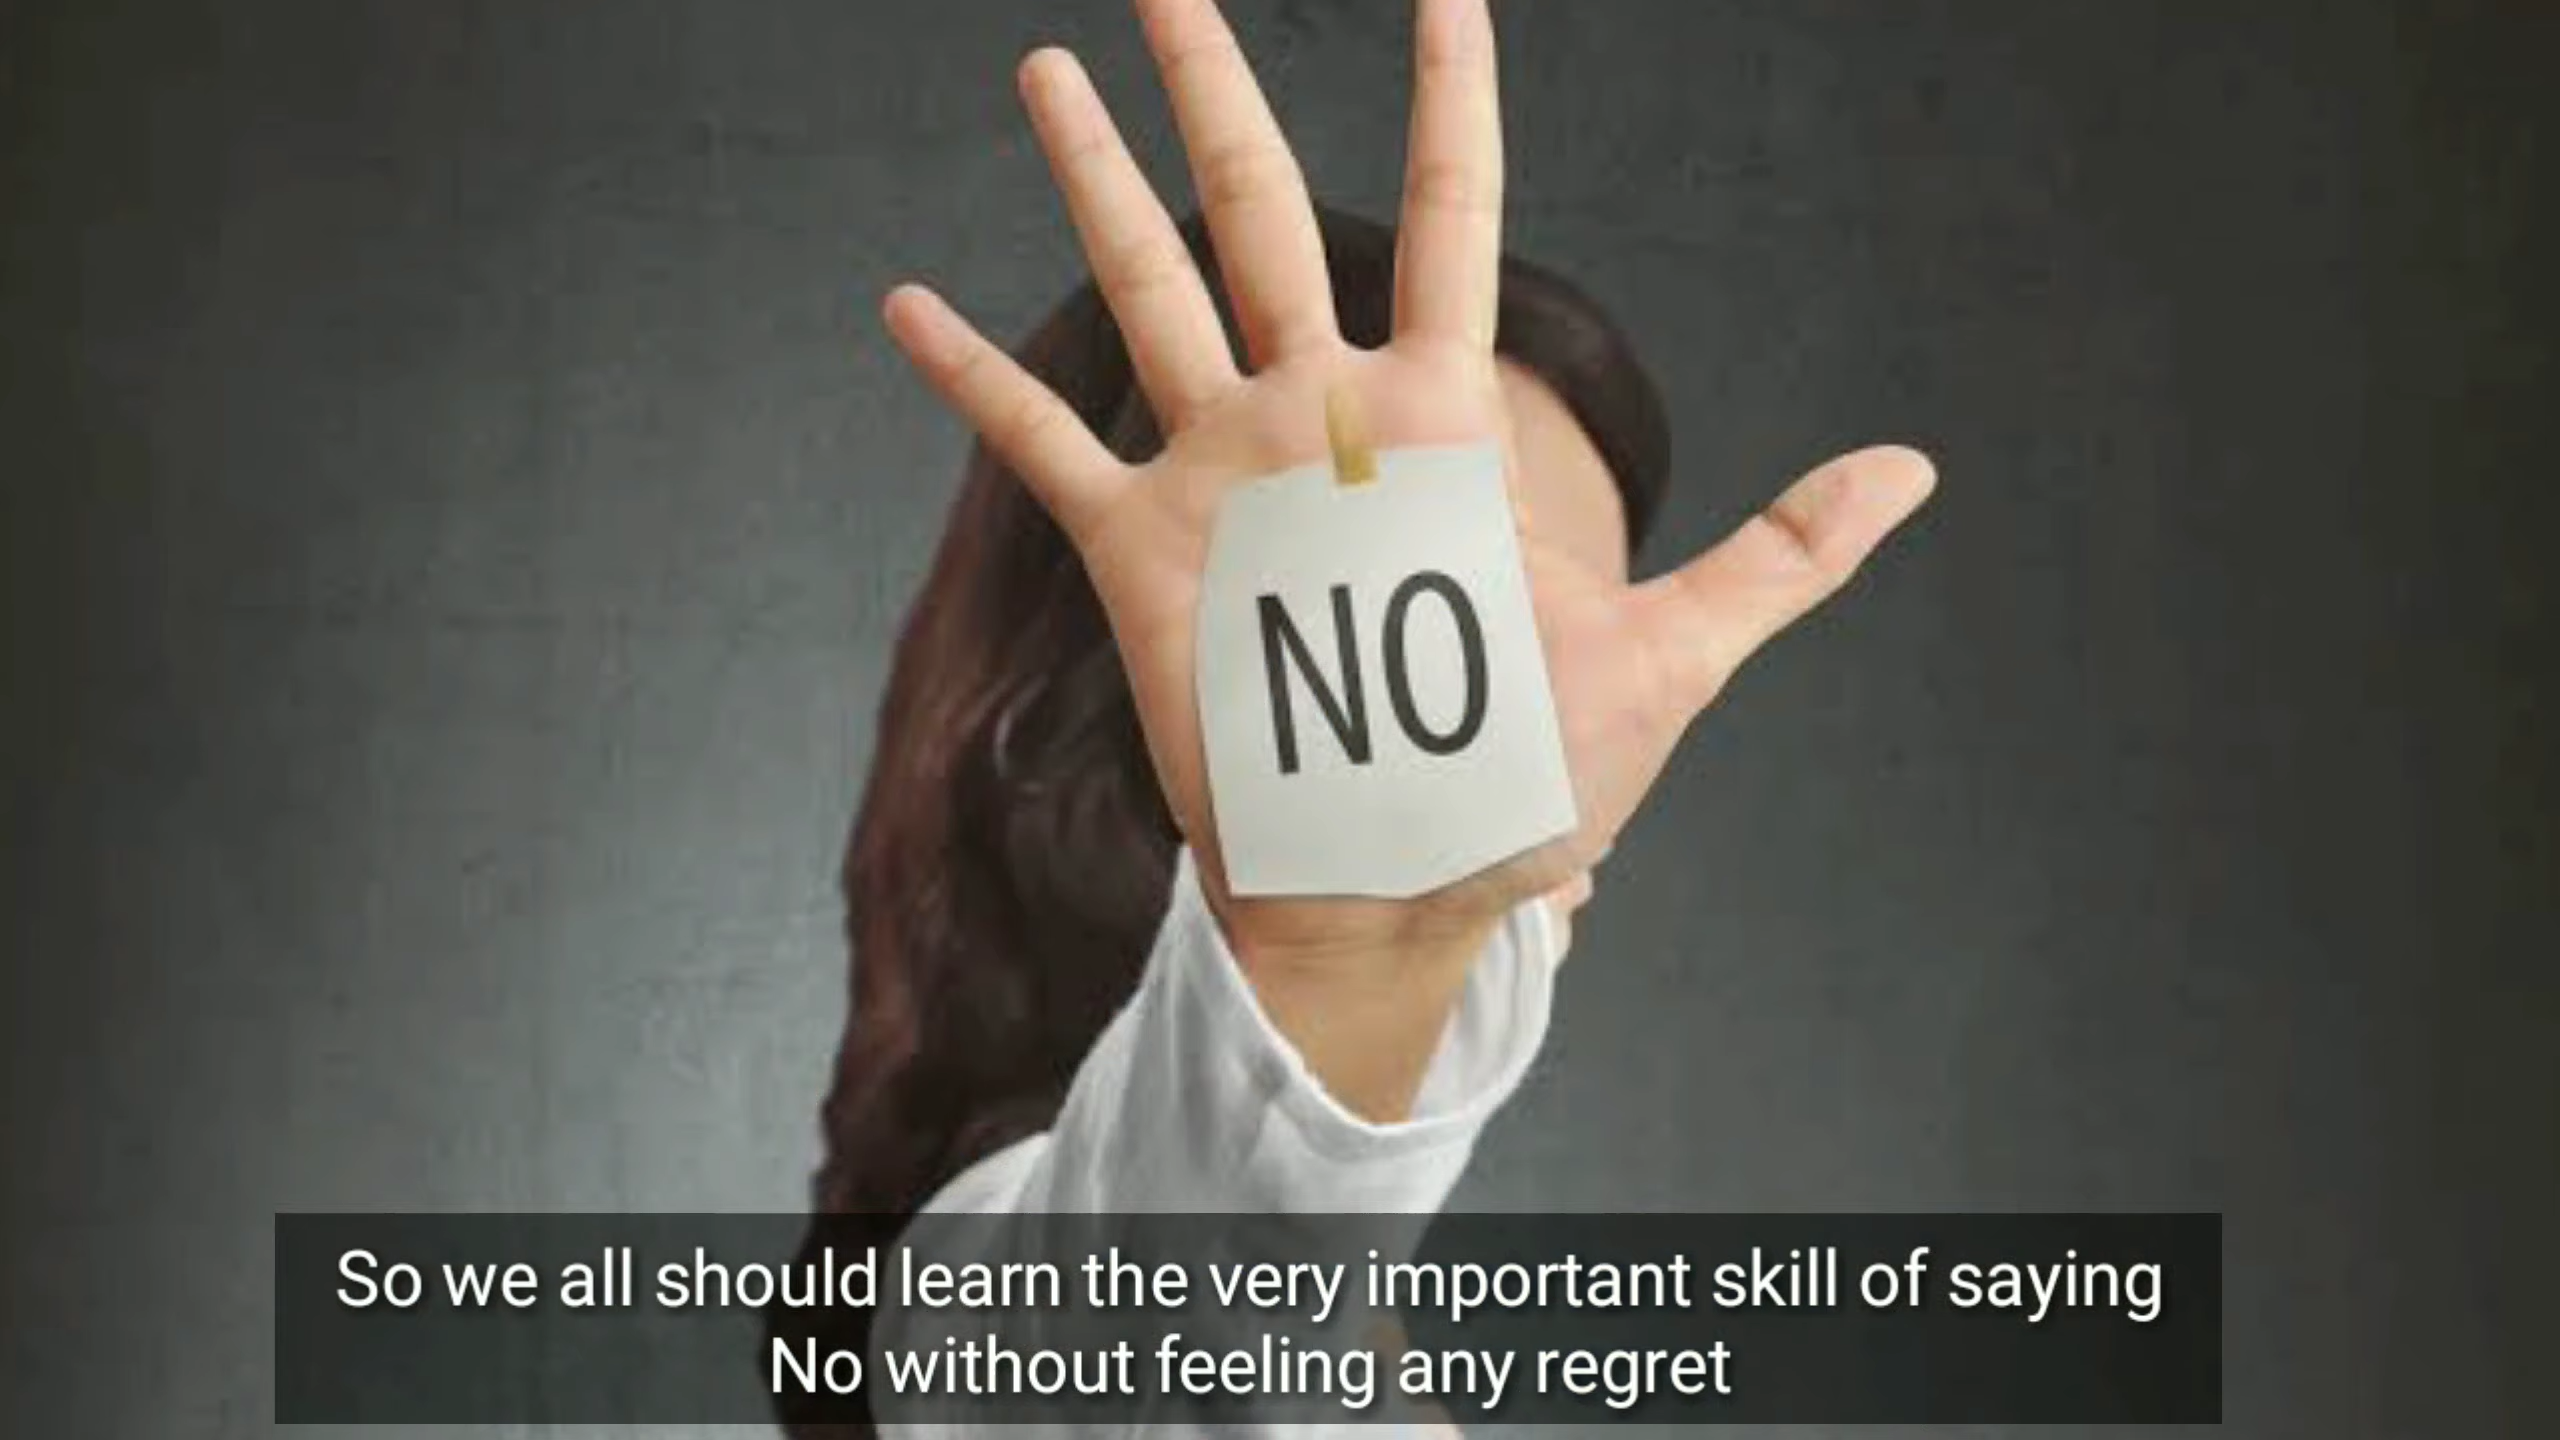 NO
So we all should learn the very important skill of saying
No without feeling any regret